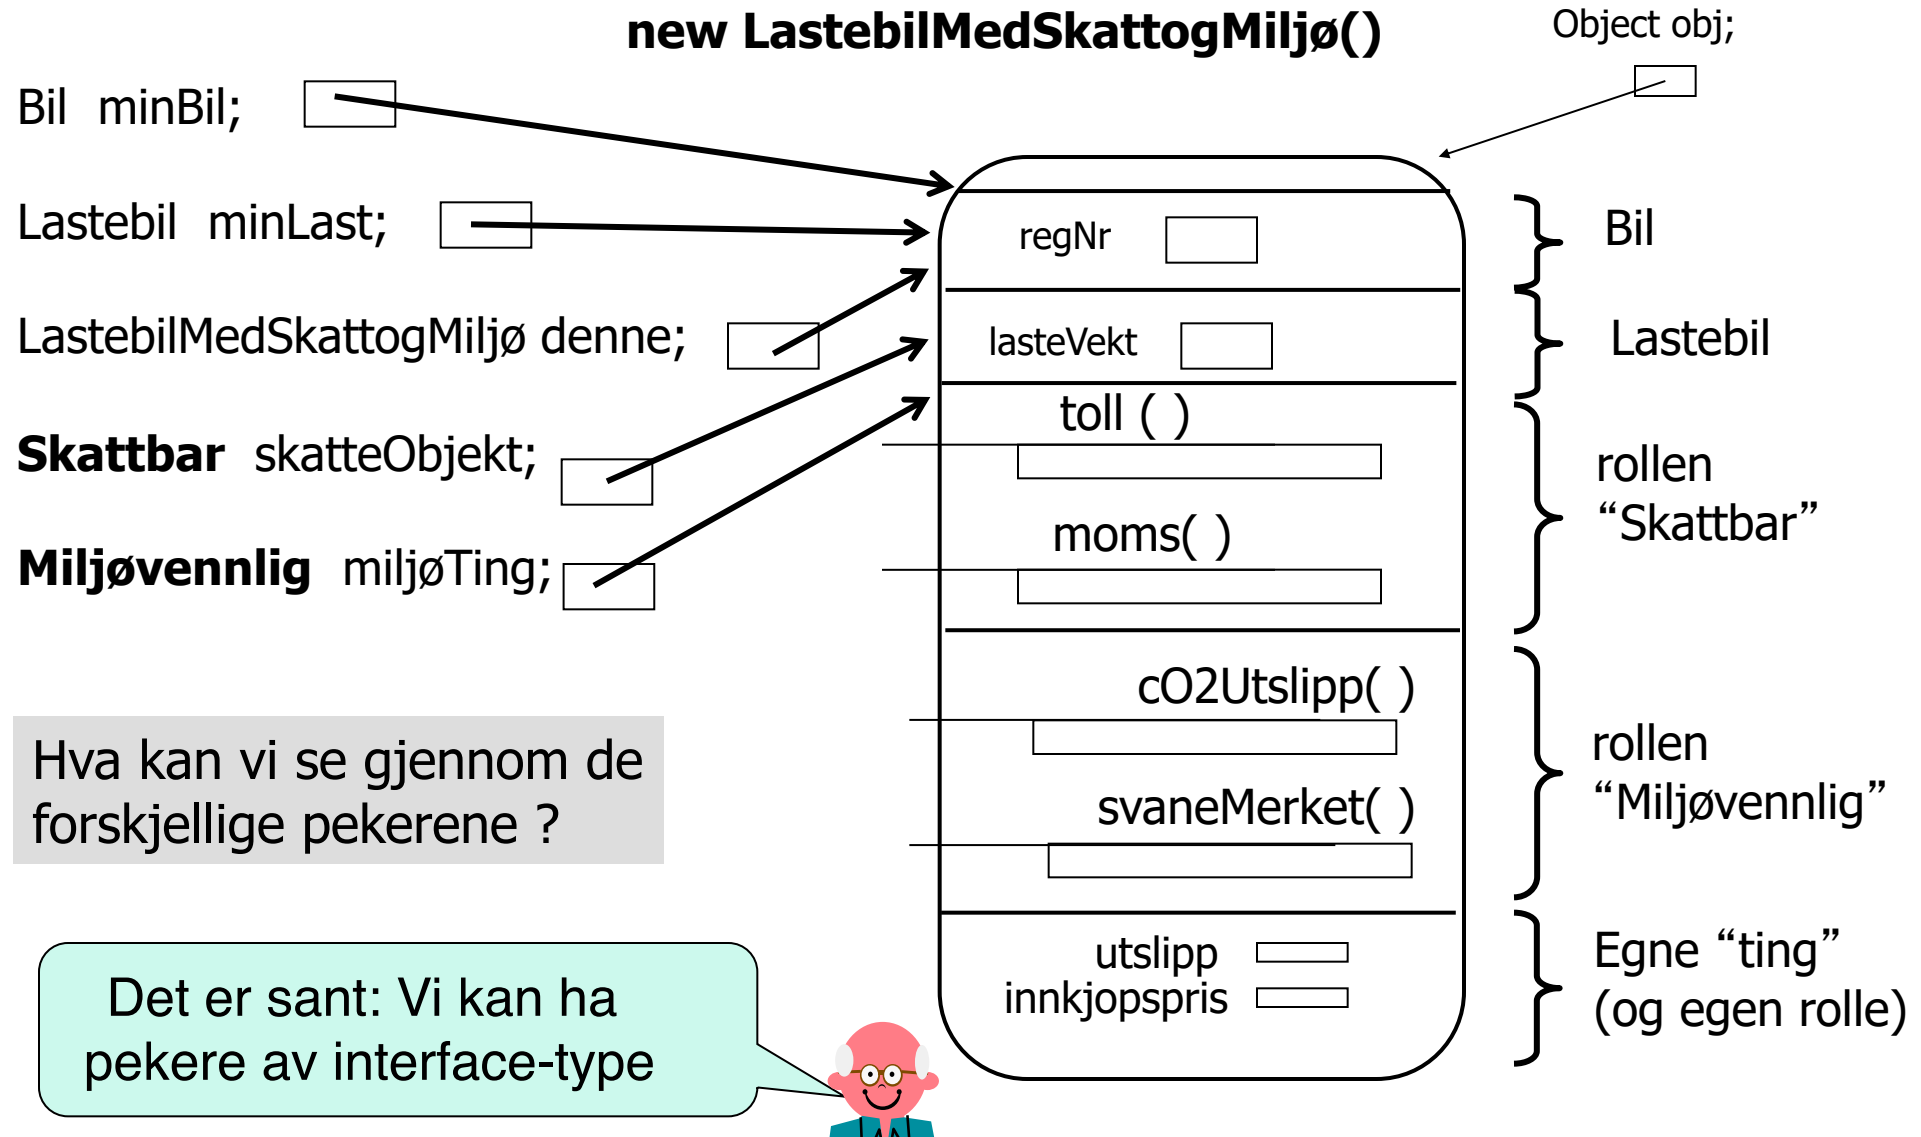 new LastebilMedSkattogMiljø()
Object obj;
Bil minBil;
Lastebil minLast;
LastebilMedSkattogMiljø denne;
Skattbar skatteObjekt;
Miljøvennlig miljøTing;
regNr
lasteVekt
toll ( )
moms( )
cO2Utslipp( )
svaneMerket( )
utslipp
innkjopspris
Bil
Lastebil
rollen
“Skattbar”
rollen
“Miljøvennlig”
Egne “ting”
(og egen rolle)
Hva kan vi se gjennom de
forskjellige pekerene ?
Det er sant: Vi kan ha
pekere av interface-type